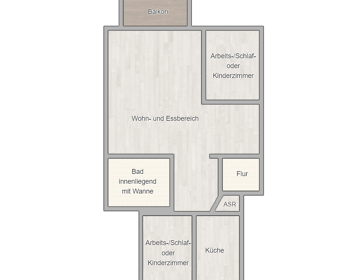 Balkon
Arbeits-/Schlaf-
oder
Kinderzimmer
Wohn- und Essbereich
Bad
innenliegend
mit Wanne
Flur
ASR
Arbeits-/Schlaf-
oder
Kinderzimmer
Küche